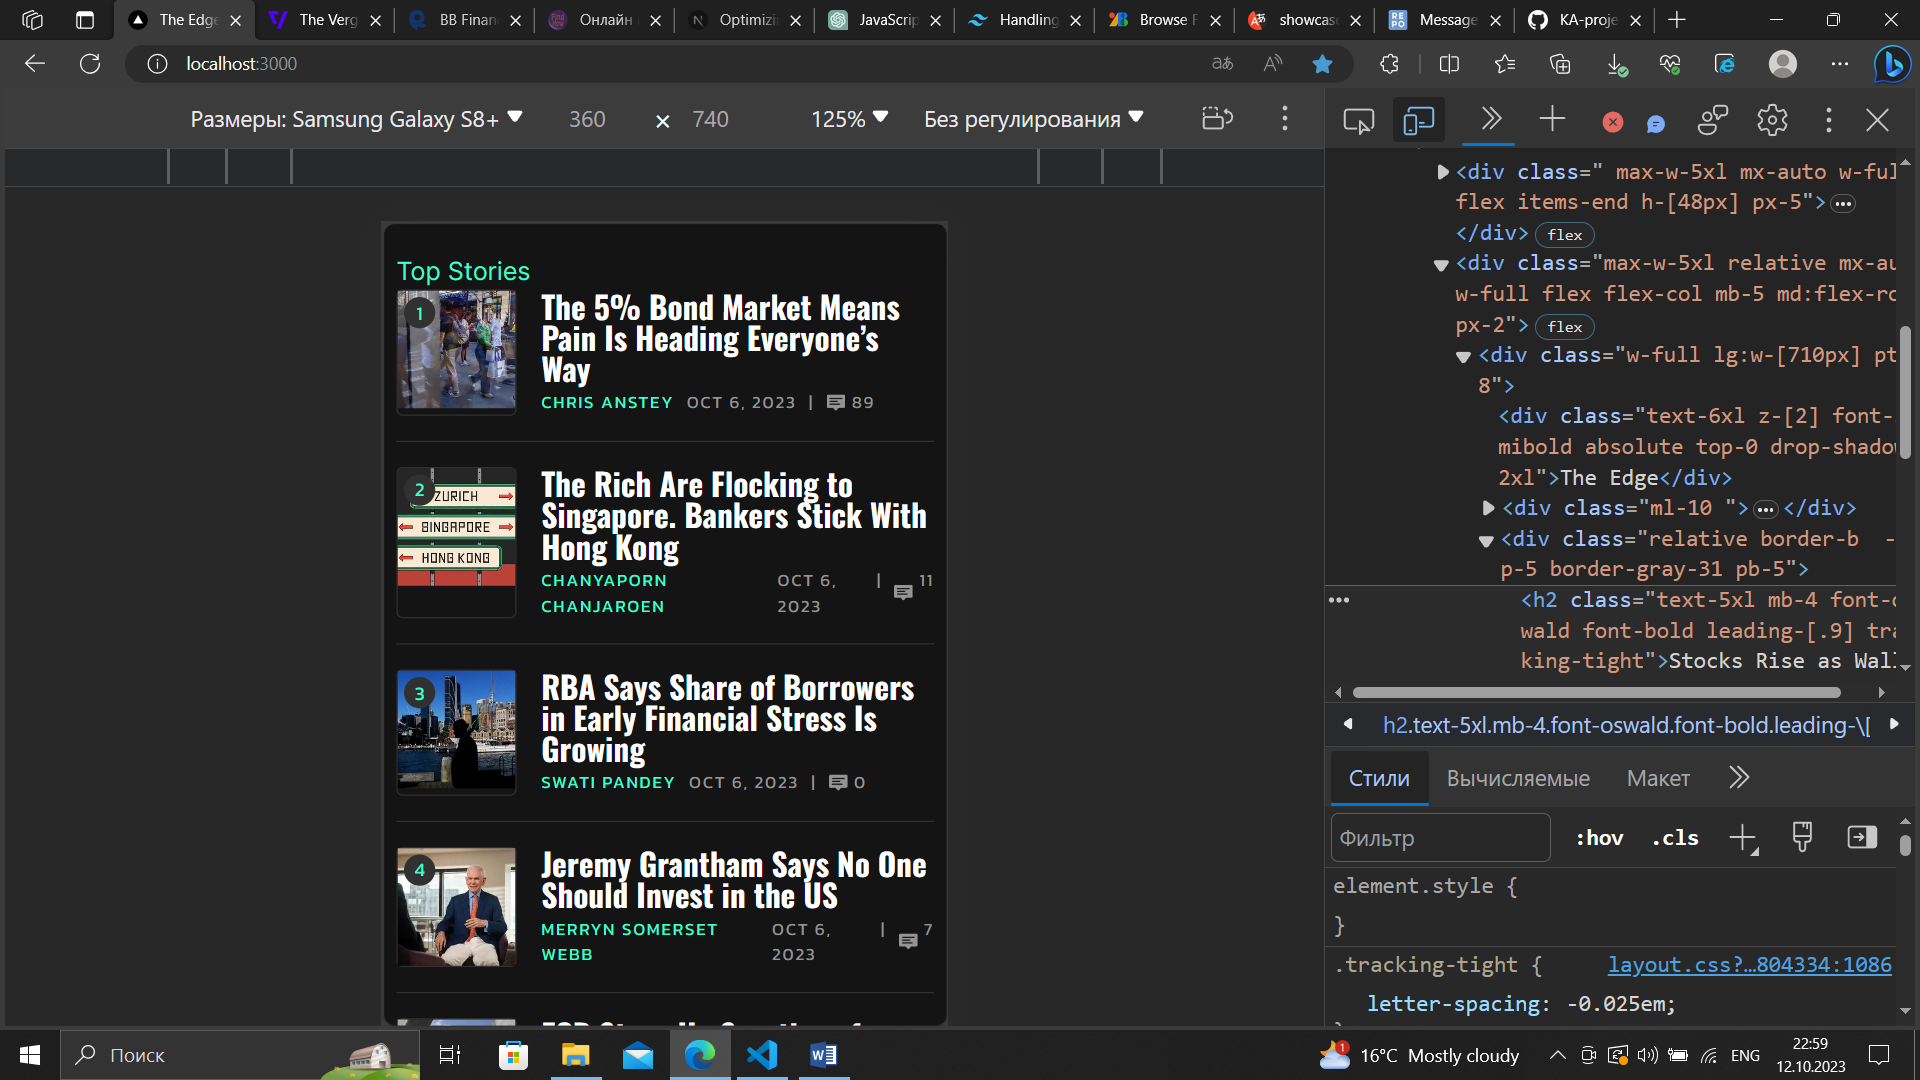 The Edge
The Verg
BB Finan
Онлайн
Optimizi
JavaScrip
Handling
Browse F
showcas
Message
KA-proje
localhost:3000
Размеры: Samsung Galaxy S8+
360
×
740
125%
Без регулирования
Top Stories
1
The 5% Bond Market Means
Pain Is Heading Everyone’s
Way
CHRIS ANSTEY OCT 6, 2023 | 89
2
ZURICH
SINGAPORE
HONG KONG
The Rich Are Flocking to
Singapore. Bankers Stick With
Hong Kong
CHANYAPORN OCT 6, | 11
CHANJAROEN 2023
3
RBA Says Share of Borrowers
in Early Financial Stress Is
Growing
SWATI PANDEY OCT 6, 2023 | 0
4
Jeremy Grantham Says No One
Should Invest in the US
MERRYN SOMERSET OCT 6, | 7
WEBB 2023
<div class=" max-w-5xl mx-auto w-ful
flex items-end h-[48px] px-5">
</div> flex
<div class="max-w-5xl relative mx-au
w-full flex flex-col mb-5 md:flex-ro
px-2"> flex
<div class="w-full lg:w-[710px] pt
8">
<div class="text-6xl z-[2] font-
mibold absolute top-0 drop-shadow
2xl">The Edge</div>
<div class="ml-10 "> </div>
<div class="relative border-b -
p-5 border-gray-31 pb-5">
<h2 class="text-5xl mb-4 font-o
wald font-bold leading-[.9] tra
king-tight">Stocks Rise as Wall
h2.text-5xl.mb-4.font-oswald.font-bold.leading-\[
Стили
Вычисляемые
Макет
Фильтр
:hov
.cls
element.style {
}
.tracking-tight {
layout.css?…804334:1086
letter-spacing: -0.025em;
Поиск
1
16°C Mostly cloudy
ENG
22:59
12.10.2023